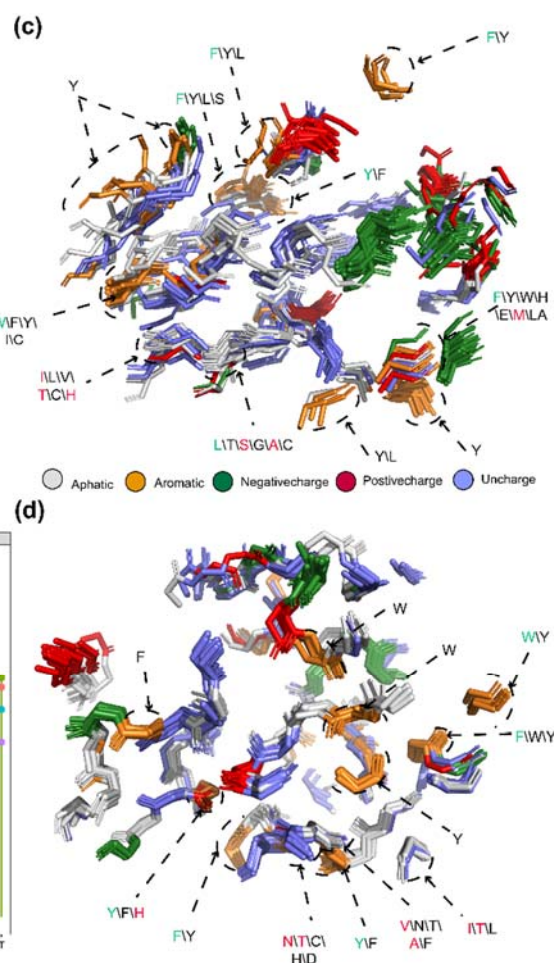 (c)
F\Y
F\Y\L
Y
F\Y\L\S
Y\F
\F\Y\
I\C
F\Y\W\H
\E\M\LA
I\L\V\
T\C\H
L\T\S\G\A\C
Y\L
Y
Aphatic
Aromatic
Negativecharge
Postivecharge
Uncharge
(d)
W
W
F
W\Y
F\W\Y
Y
Y\F\H
F\Y
N\T\C\
H\D
Y\F
V\N\T\
A\F
I\T\L